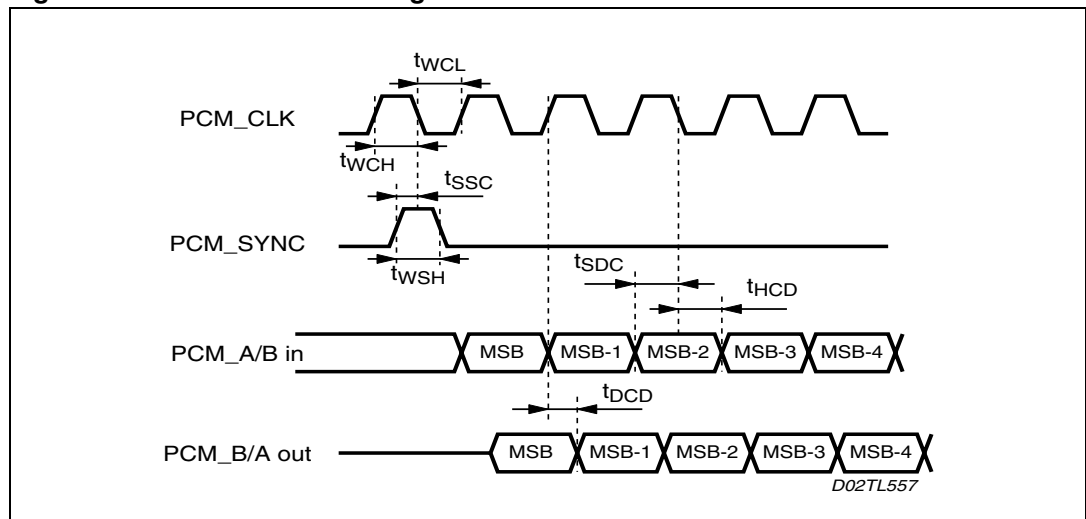 tWCL
PCM_CLK
tWCH
tSSC
PCM_SYNC
tWSH
tSDC
tHCD
PCM_A/B in
MSB
MSB-1
MSB-2
MSB-3
MSB-4
tDCD
PCM_B/A out
MSB
MSB-1
MSB-2
MSB-3
MSB-4
D02TL557